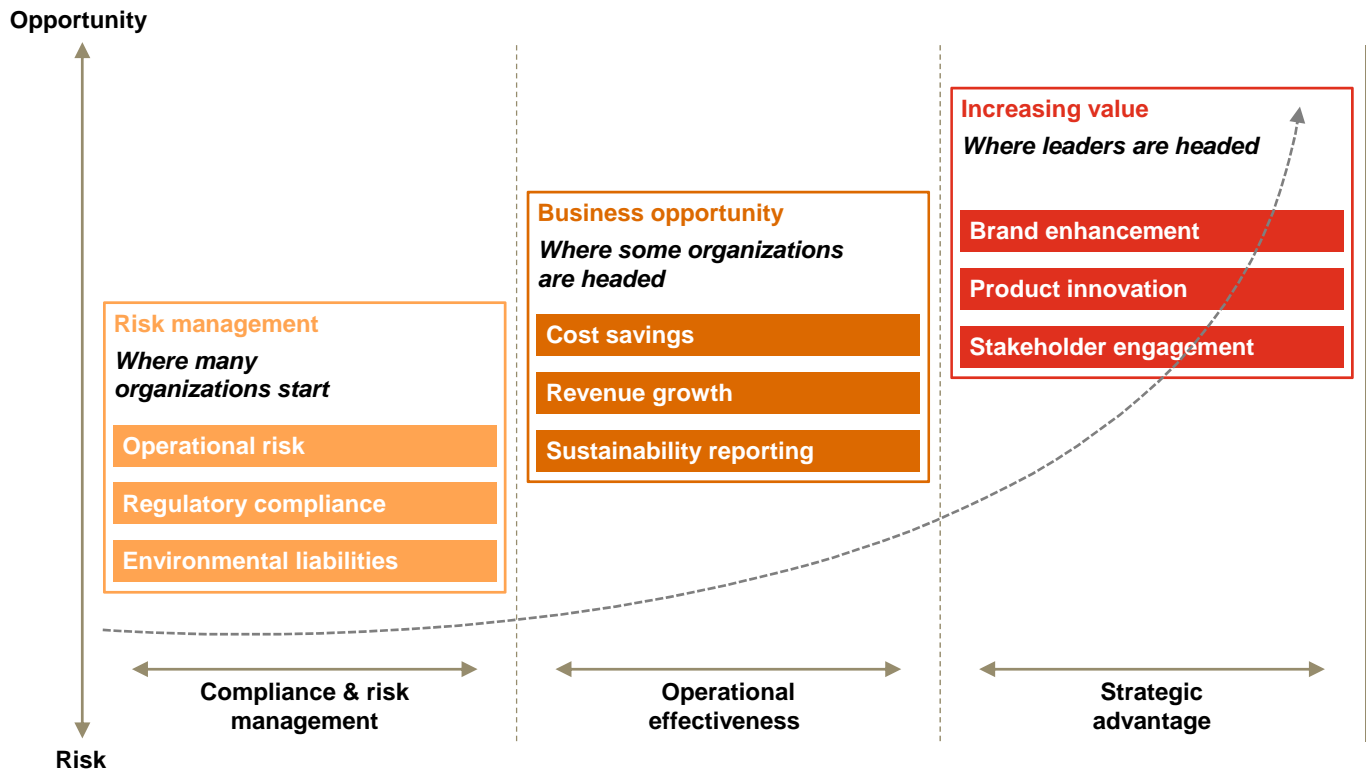 Opportunity
Increasing value
Where leaders are headed
Brand enhancement
Product innovation
Stakeholder engagement
Business opportunity
Where some organizations
are headed
Cost savings
Revenue growth
Sustainability reporting
Risk management
Where many
organizations start
Operational risk
Regulatory compliance
Environmental liabilities
Compliance & risk
management
Operational
effectiveness
Strategic
advantage
Risk